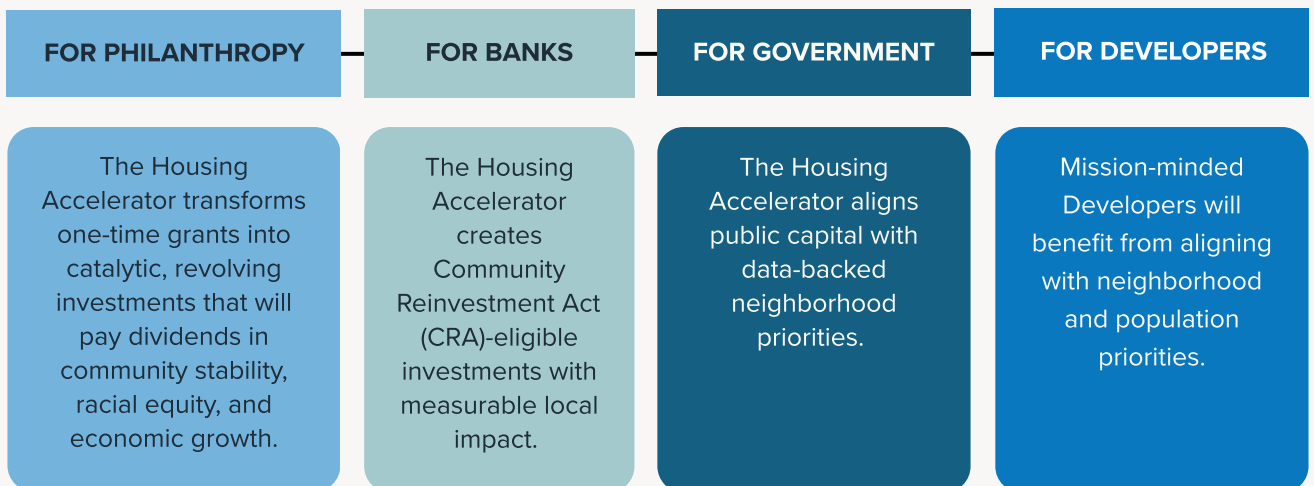 FOR PHILANTHROPY
The Housing
Accelerator transforms
one-time grants into
catalytic, revolving
investments that will
pay dividends in
community stability,
racial equity, and
economic growth.
FOR BANKS
The Housing
Accelerator
creates
Community
Reinvestment Act
(CRA)-eligible
investments with
measurable local
impact.
FOR GOVERNMENT
The Housing
Accelerator aligns
public capital with
data-backed
neighborhood
priorities.
FOR DEVELOPERS
Mission-minded
Developers will
benefit from aligning
with neighborhood
and population
priorities.